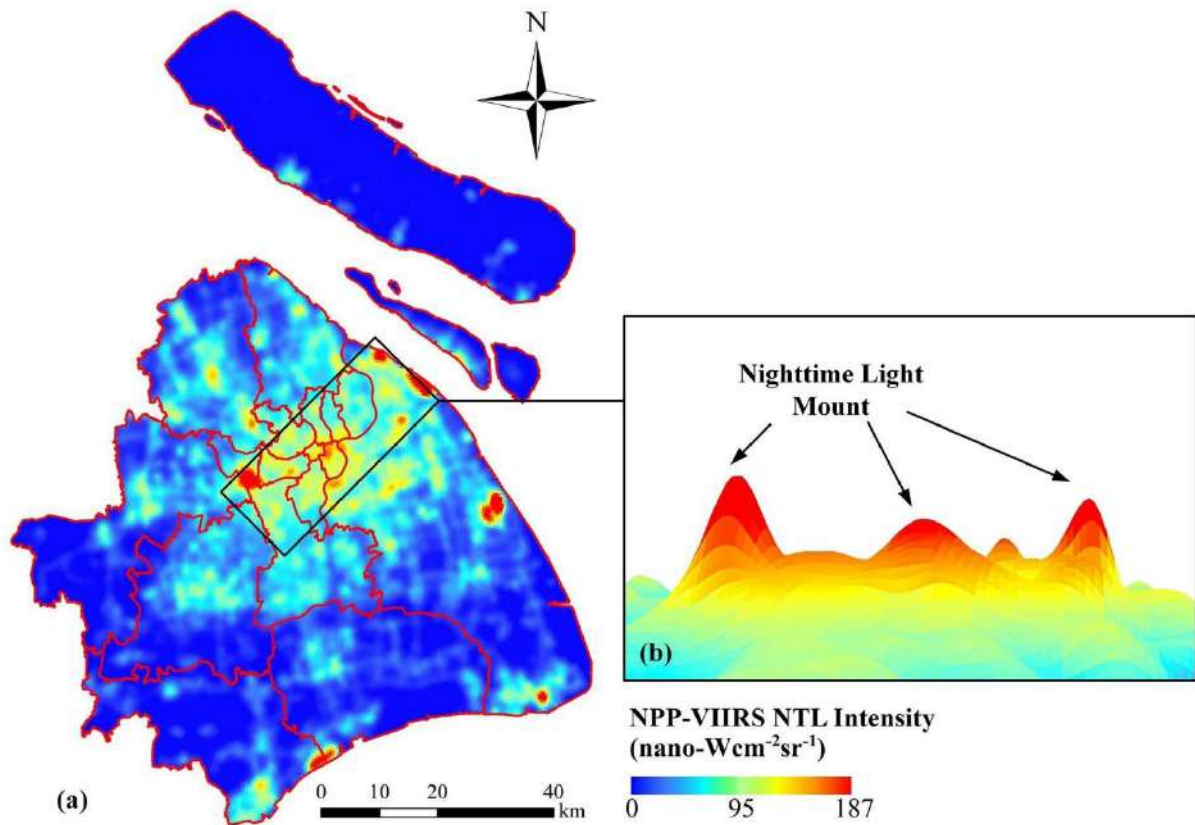 N
Nighttime Light
Mount
(b)
NPP-VIIRS NTL Intensity
(nano-Wcm⁻²sr⁻¹)
0 95 187
(a)
0 10 20 40
km